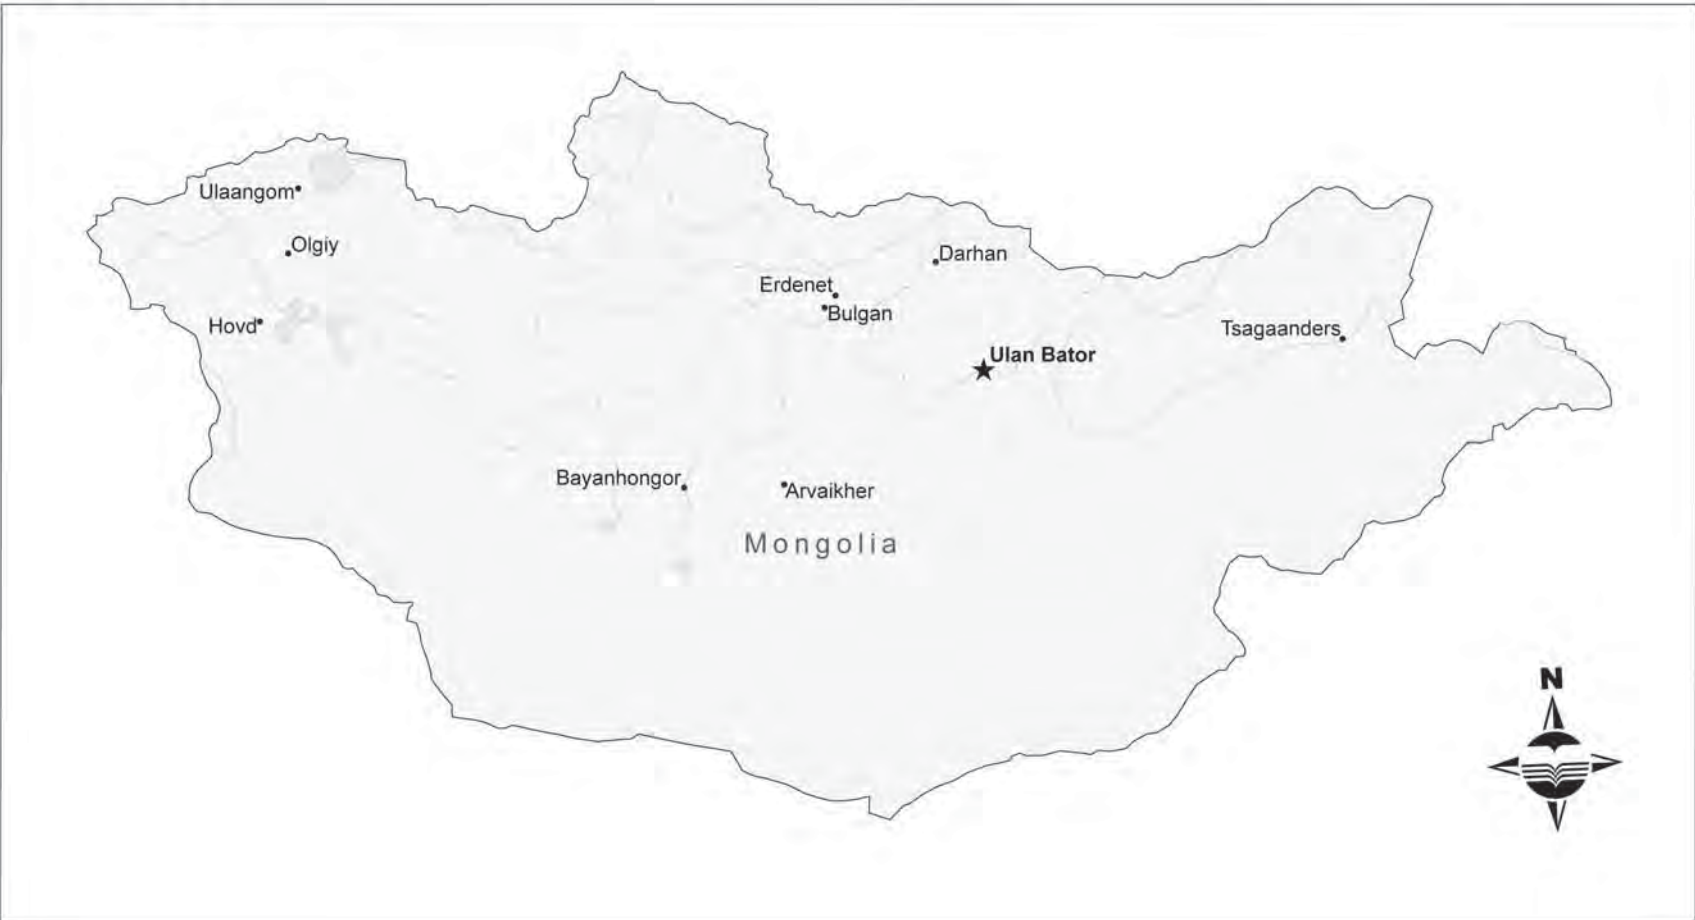 Ulaangom
Olgiy
Darhan
Erdenet
Bulgan
Hovd
Tsagaanders
Ulan Bator
Bayanhongor
Arvaikher
Mongolia
N